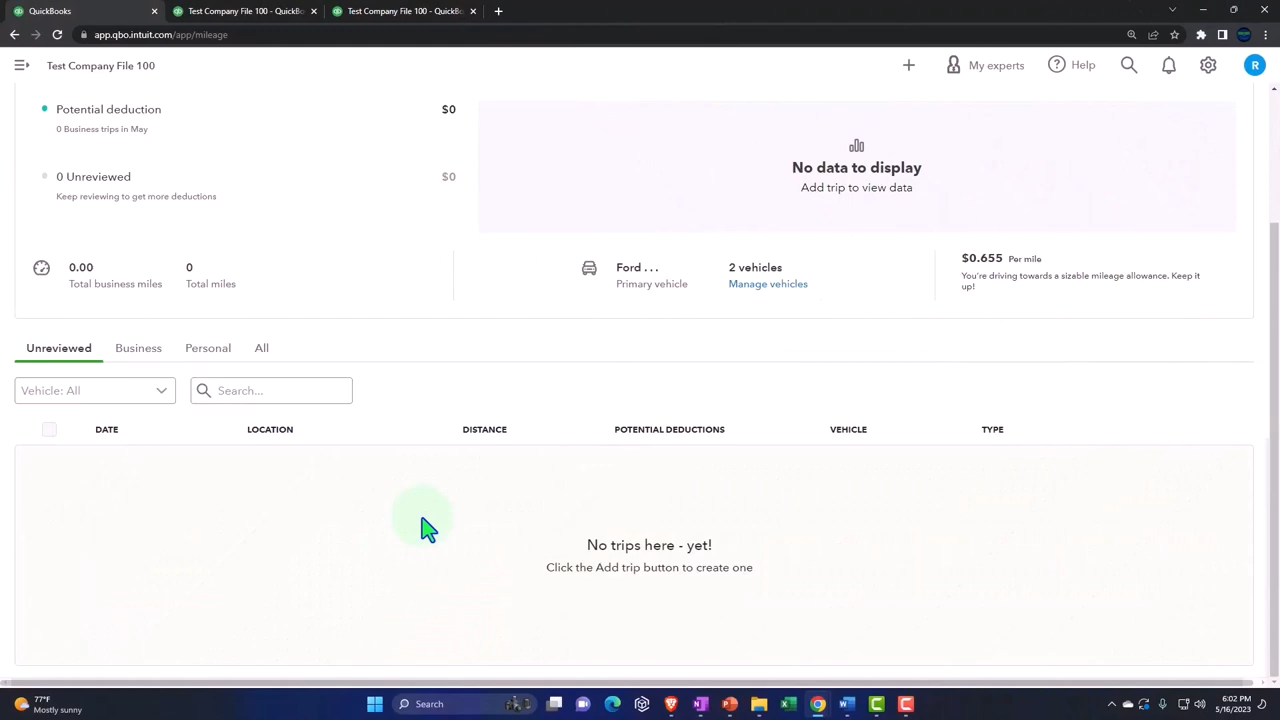 QuickBooks
Test Company File 100 - QuickBo
Test Company File 100 - QuickBo
app.qbo.intuit.com/app/mileage
Test Company File 100
My experts
Help
R
Potential deduction
$0
0 Business trips in May
0 Unreviewed
$0
Keep reviewing to get more deductions
No data to display
Add trip to view data
0.00
Total business miles
0
Total miles
Ford . . .
Primary vehicle
2 vehicles
Manage vehicles
$0.655 Per mile
You're driving towards a sizable mileage allowance. Keep it
up!
Unreviewed
Business
Personal
All
Vehicle: All
Search...
DATE
LOCATION
DISTANCE
POTENTIAL DEDUCTIONS
VEHICLE
TYPE
No trips here - yet!
Click the Add trip button to create one
77°F
Mostly sunny
Search
6:02 PM
5/16/2023